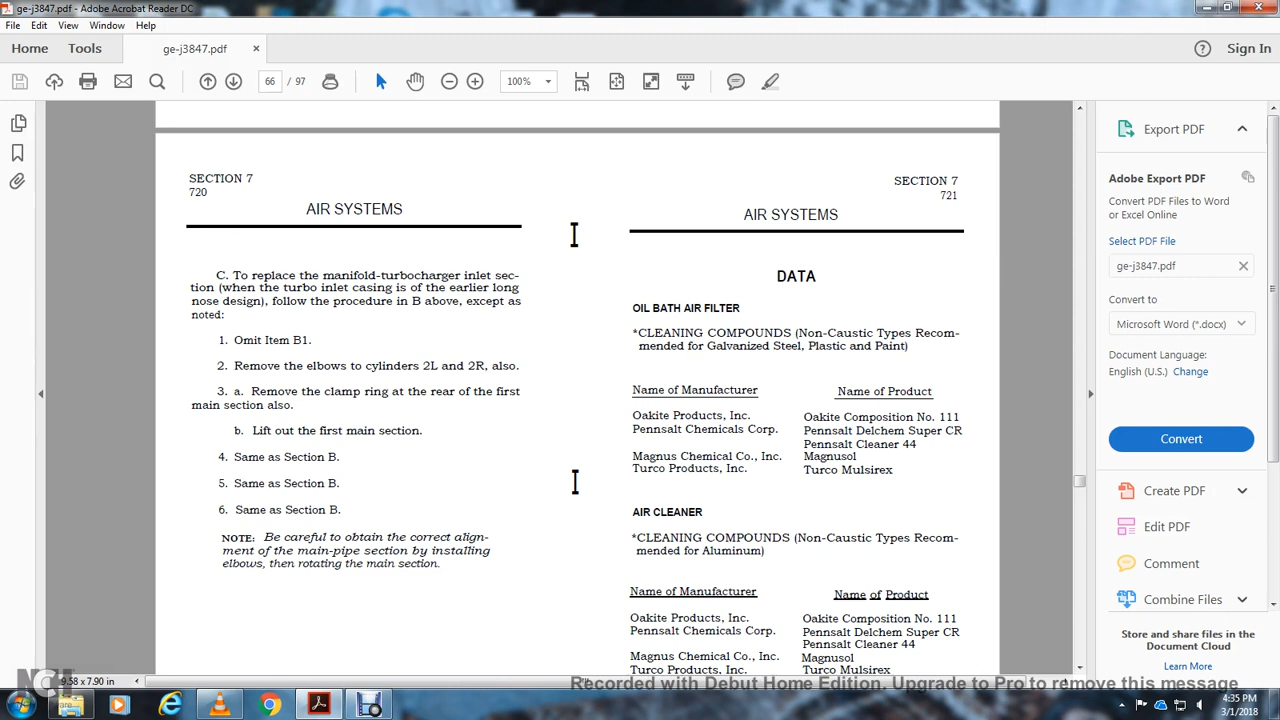 ge-j3847.pdf - Adobe Acrobat Reader DC
File Edit View Window Help
Home Tools ge-j3847.pdf × Sign In
66 / 97 100%
SECTION 7
720
AIR SYSTEMS
C. To replace the manifold-turbocharger inlet sec-
tion (when the turbo inlet casing is of the earlier long
nose design), follow the procedure in B above, except as
noted:
1. Omit Item B1.
2. Remove the elbows to cylinders 2L and 2R, also.
3. a. Remove the clamp ring at the rear of the first
main section also.
b. Lift out the first main section.
4. Same as Section B.
5. Same as Section B.
6. Same as Section B.
NOTE: Be careful to obtain the correct align-
ment of the main-pipe section by installing
elbows, then rotating the main section.
SECTION 7
721
AIR SYSTEMS
DATA
OIL BATH AIR FILTER
*CLEANING COMPOUNDS (Non-Caustic Types Recom-
mended for Galvanized Steel, Plastic and Paint)
Name of Manufacturer Name of Product
Oakite Products, Inc. Oakite Composition No. 111
Pennsalt Chemicals Corp. Pennsalt Delchem Super CR
Pennsalt Cleaner 44
Magnus Chemical Co., Inc. Magnusol
Turco Products, Inc. Turco Mulsirex
AIR CLEANER
*CLEANING COMPOUNDS (Non-Caustic Types Recom-
mended for Aluminum)
Name of Manufacturer Name of Product
Oakite Products, Inc. Oakite Composition No. 111
Pennsalt Chemicals Corp. Pennsalt Delchem Super CR
Pennsalt Cleaner 44
Magnus Chemical Co., Inc. Magnusol
Turco Products, Inc. Turco Mulsirex
9.58 x 7.90 in
Export PDF
Adobe Export PDF
Convert PDF Files to Word
or Excel Online
Select PDF File
ge-j3847.pdf
Convert to
Microsoft Word (*.docx)
Document Language:
English (U.S.) Change
Convert
Create PDF
Edit PDF
Comment
Combine Files
Store and share files in the
Document Cloud
Learn More
Recorded with Debut Home Edition. Upgrade to Pro to remove this message
4:35 PM
3/1/2018